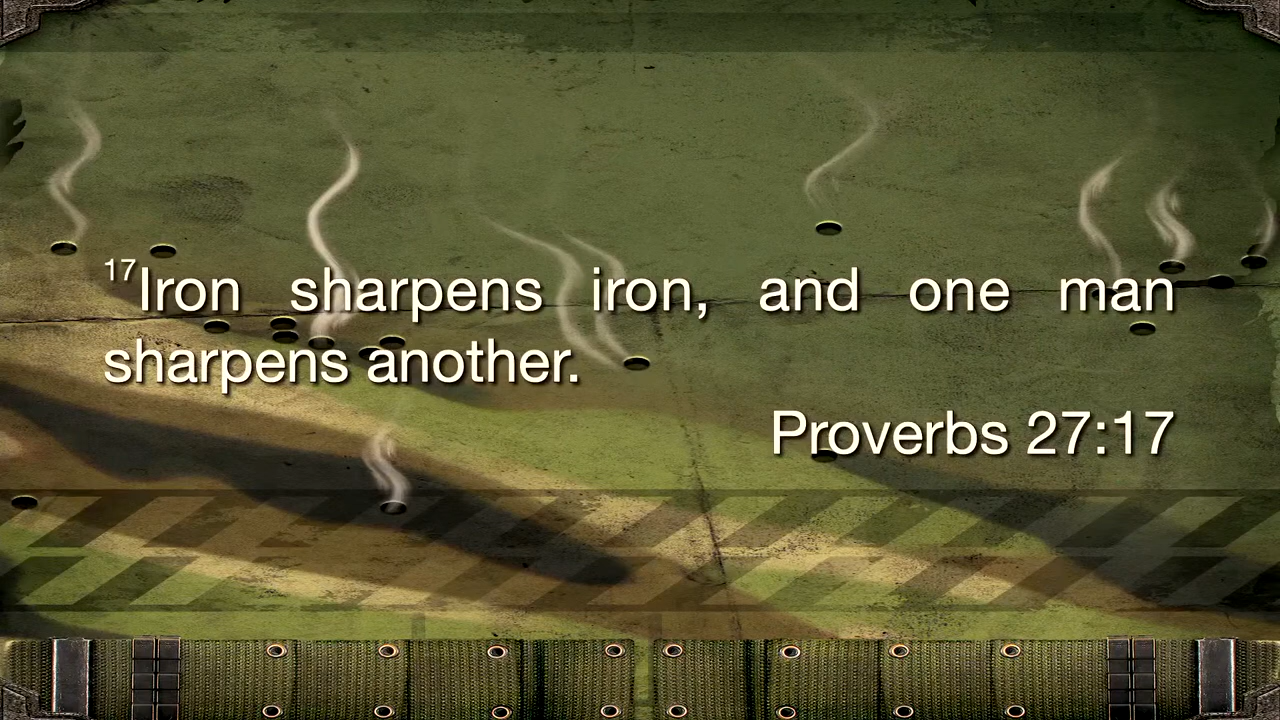 17Iron sharpens iron, and one man
sharpens another.
Proverbs 27:17